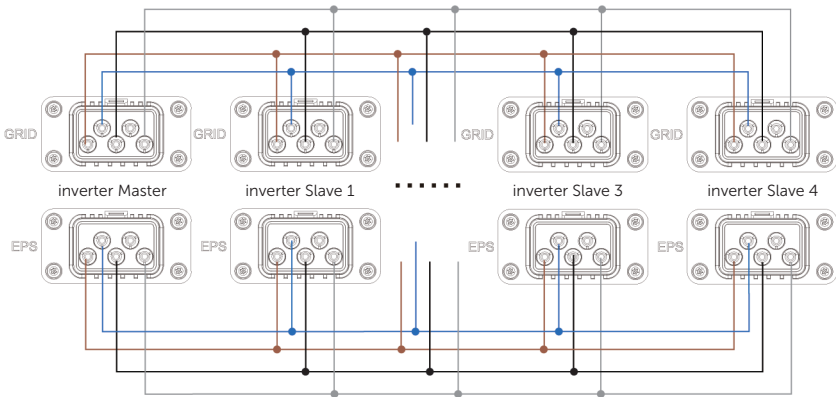 GRID GRID GRID GRID
inverter Master inverter Slave 1 ...... inverter Slave 3 inverter Slave 4
EPS EPS EPS EPS